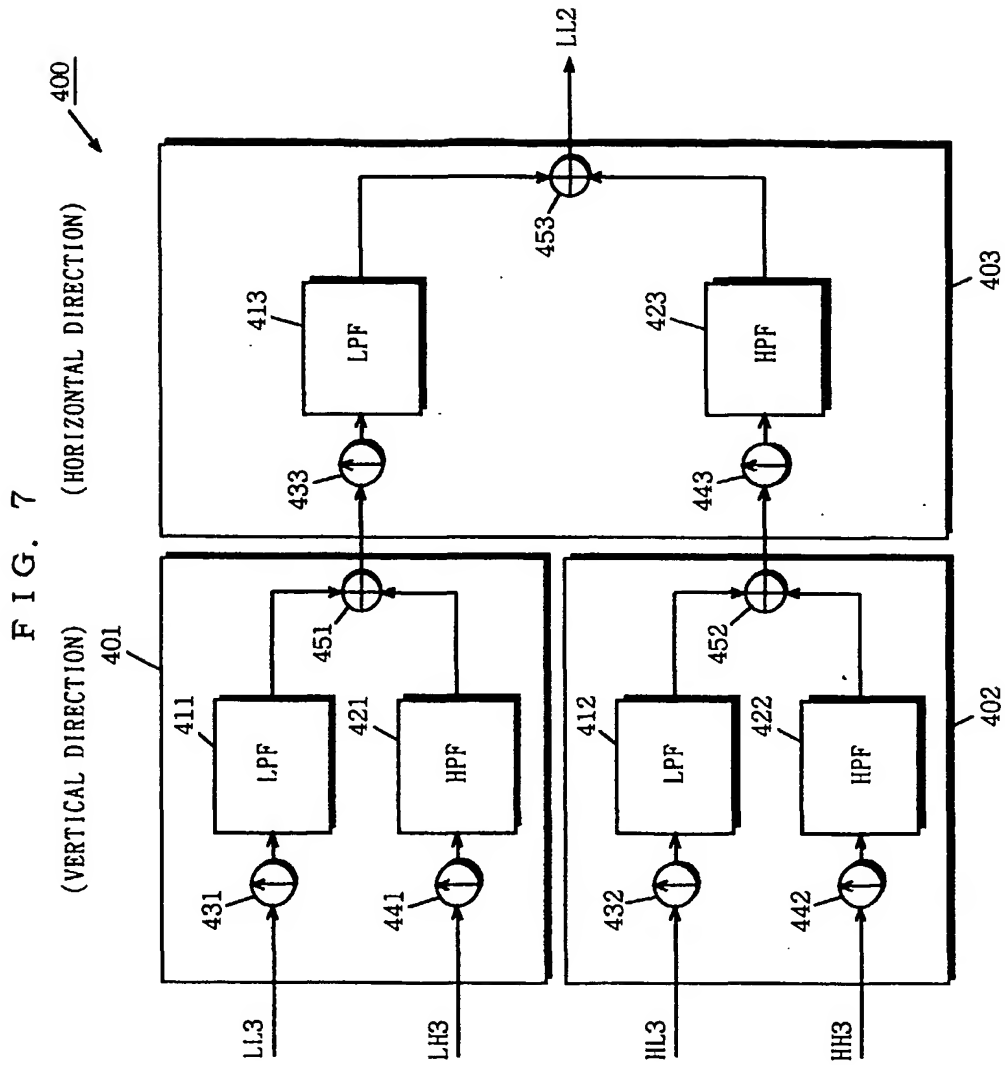 FIG. 7
(VERTICAL DIRECTION)
(HORIZONTAL DIRECTION)
400
401
411
LPF
431
LL3
451
421
HPF
441
LH3
412
LPF
432
HL3
452
422
HPF
442
HH3
402
413
LPF
433
453
LL2
423
HPF
443
403